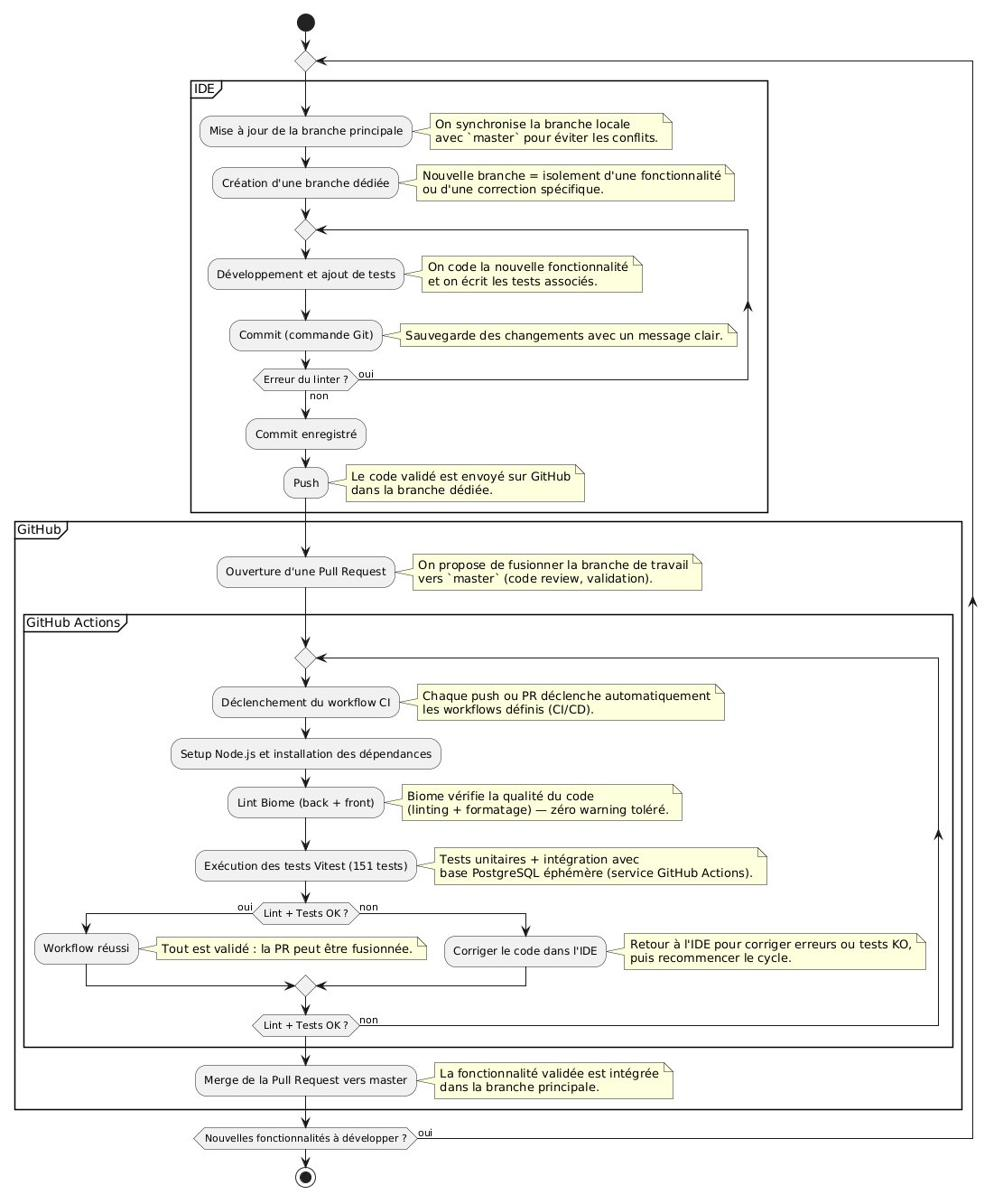 IDE
Mise à jour de la branche principale
On synchronise la branche locale
avec `master` pour éviter les conflits.
Création d'une branche dédiée
Nouvelle branche = isolement d'une fonctionnalité
ou d'une correction spécifique.
Développement et ajout de tests
On code la nouvelle fonctionnalité
et on écrit les tests associés.
Commit (commande Git)
Sauvegarde des changements avec un message clair.
Erreur du linter ?
oui
non
Commit enregistré
Push
Le code validé est envoyé sur GitHub
dans la branche dédiée.
GitHub
Ouverture d'une Pull Request
On propose de fusionner la branche de travail
vers `master` (code review, validation).
GitHub Actions
Déclenchement du workflow CI
Chaque push ou PR déclenche automatiquement
les workflows définis (CI/CD).
Setup Node.js et installation des dépendances
Lint Biome (back + front)
Biome vérifie la qualité du code
(linting + formatage) — zéro warning toléré.
Exécution des tests Vitest (151 tests)
Tests unitaires + intégration avec
base PostgreSQL éphémère (service GitHub Actions).
oui
Lint + Tests OK ?
non
Workflow réussi
Tout est validé : la PR peut être fusionnée.
Corriger le code dans l'IDE
Retour à l'IDE pour corriger erreurs ou tests KO,
puis recommencer le cycle.
Lint + Tests OK ?
non
Merge de la Pull Request vers master
La fonctionnalité validée est intégrée
dans la branche principale.
Nouvelles fonctionnalités à développer ?
oui